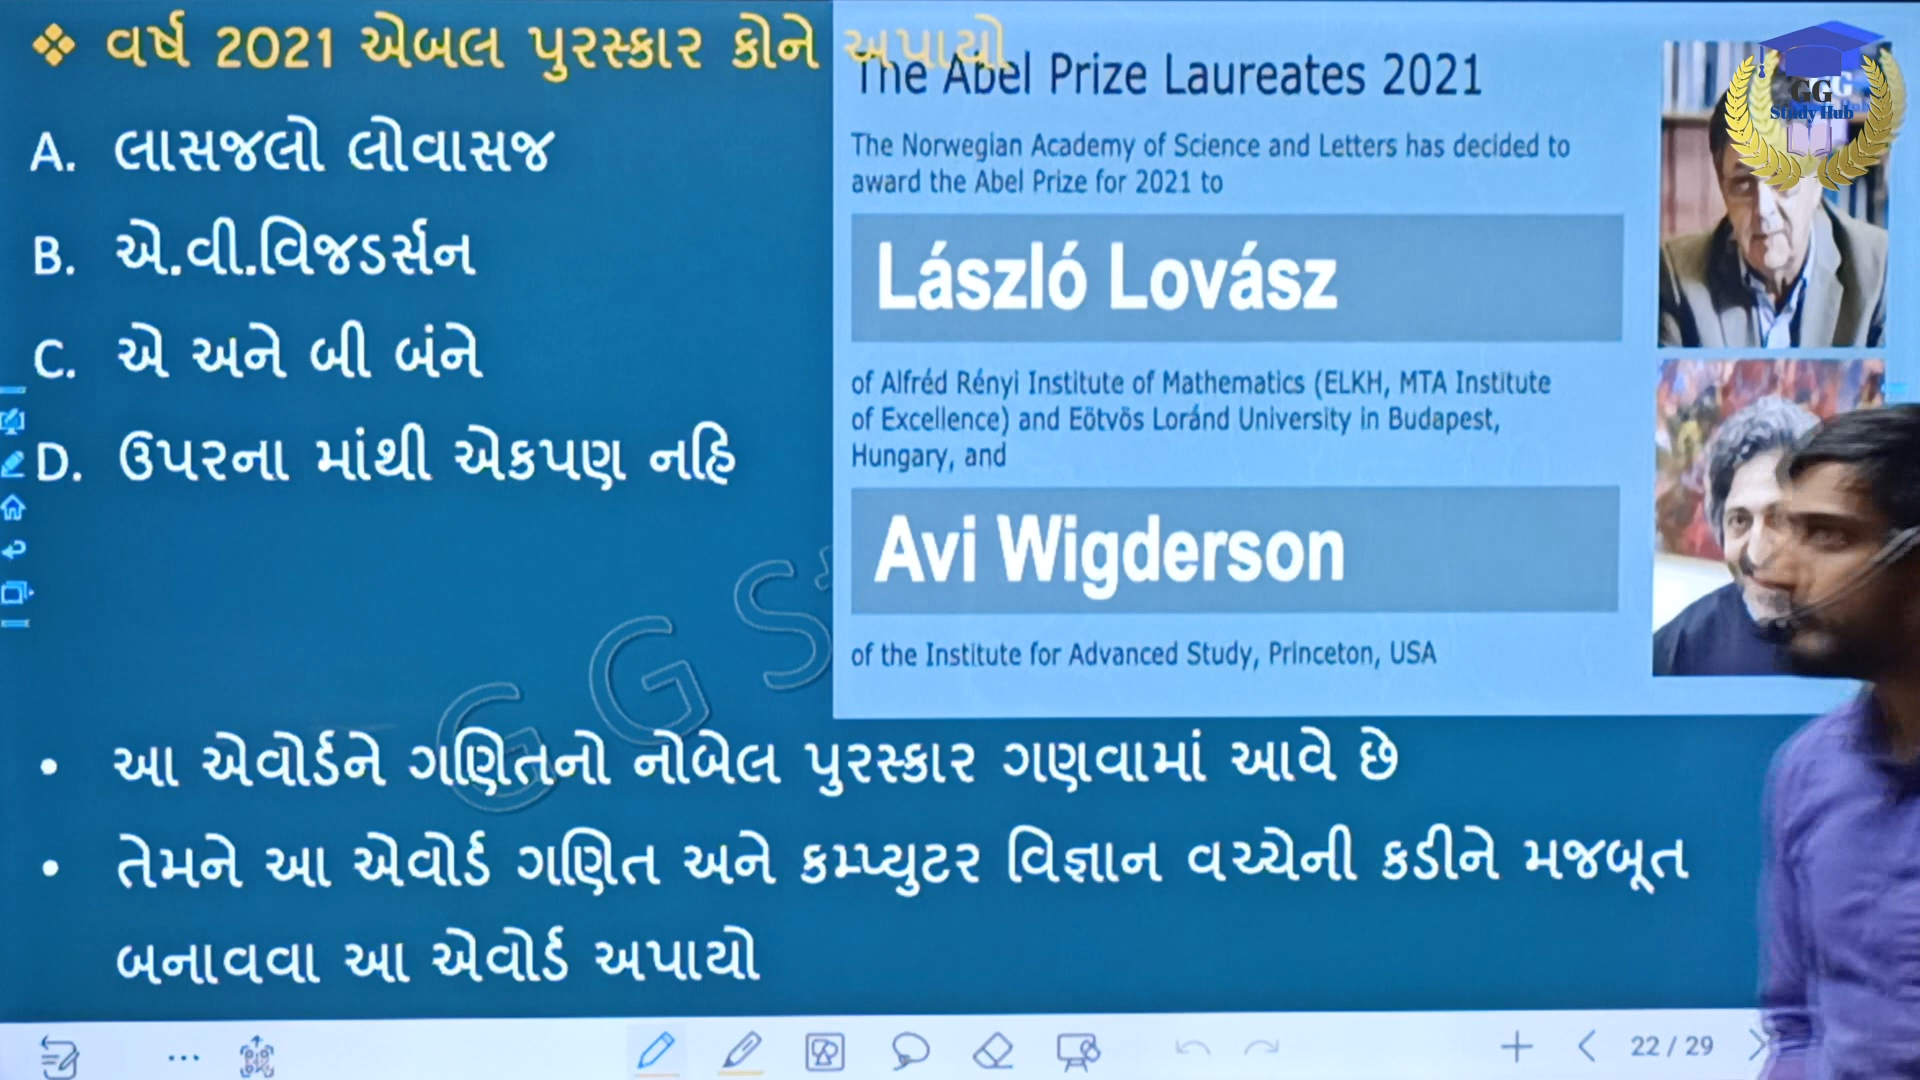 ❖ વર્ષ 2021 એબલ પુરસ્કાર કોને અપાયો
A. લાસજલો લોવાસજ
B. એ.વી.વિજડર્સન
C. એ અને બી બંને
D. ઉપરના માંથી એકપણ નહિ
The Abel Prize Laureates 2021
The Norwegian Academy of Science and Letters has decided to
award the Abel Prize for 2021 to
László Lovász
of Alfréd Rényi Institute of Mathematics (ELKH, MTA Institute
of Excellence) and Eötvös Loránd University in Budapest,
Hungary, and
Avi Wigderson
of the Institute for Advanced Study, Princeton, USA
GG
Study Hub
G G S
• આ એવોર્ડને ગણિતનો નોબેલ પુરસ્કાર ગણવામાં આવે છે
• તેમને આ એવોર્ડ ગણિત અને કમ્પ્યુટર વિજ્ઞાન વચ્ચેની કડીને મજબૂત
બનાવવા આ એવોર્ડ અપાયો
22 / 29